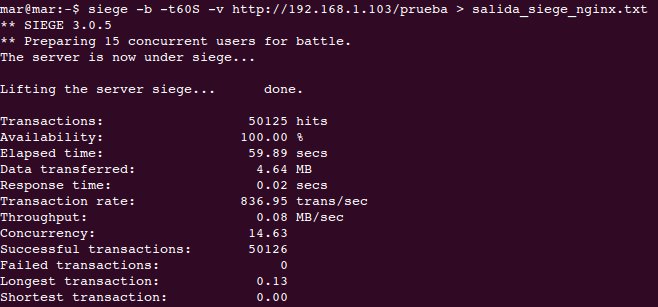 mar@mar:~$ siege -b -t60S -v http://192.168.1.103/prueba > salida_siege_nginx.txt
** SIEGE 3.0.5
** Preparing 15 concurrent users for battle.
The server is now under siege...
Lifting the server siege...      done.
Transactions:                  50125 hits
Availability:                 100.00 %
Elapsed time:                  59.89 secs
Data transferred:               4.64 MB
Response time:                  0.02 secs
Transaction rate:             836.95 trans/sec
Throughput:                     0.08 MB/sec
Concurrency:                   14.63
Successful transactions:       50126
Failed transactions:               0
Longest transaction:            0.13
Shortest transaction:           0.00